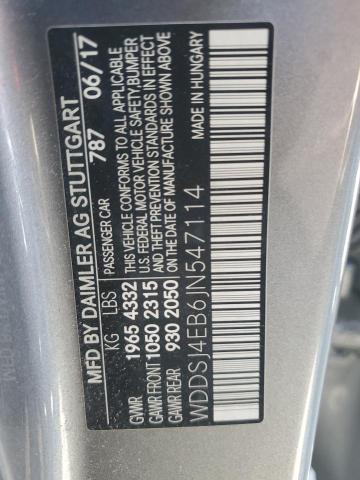 MFD BY DAIMLER AG STUTTGART
787 06/17
PASSENGER CAR
KG LBS
GVWR 1965 4332
GAWR FRONT 1050 2315
GAWR REAR 930 2050
THIS VEHICLE CONFORMS TO ALL APPLICABLE
U.S. FEDERAL MOTOR VEHICLE SAFETY,BUMPER
AND THEFT PREVENTION STANDARDS IN EFFECT
ON THE DATE OF MANUFACTURE SHOWN ABOVE
MADE IN HUNGARY
WDDSJ4EB6JN547114